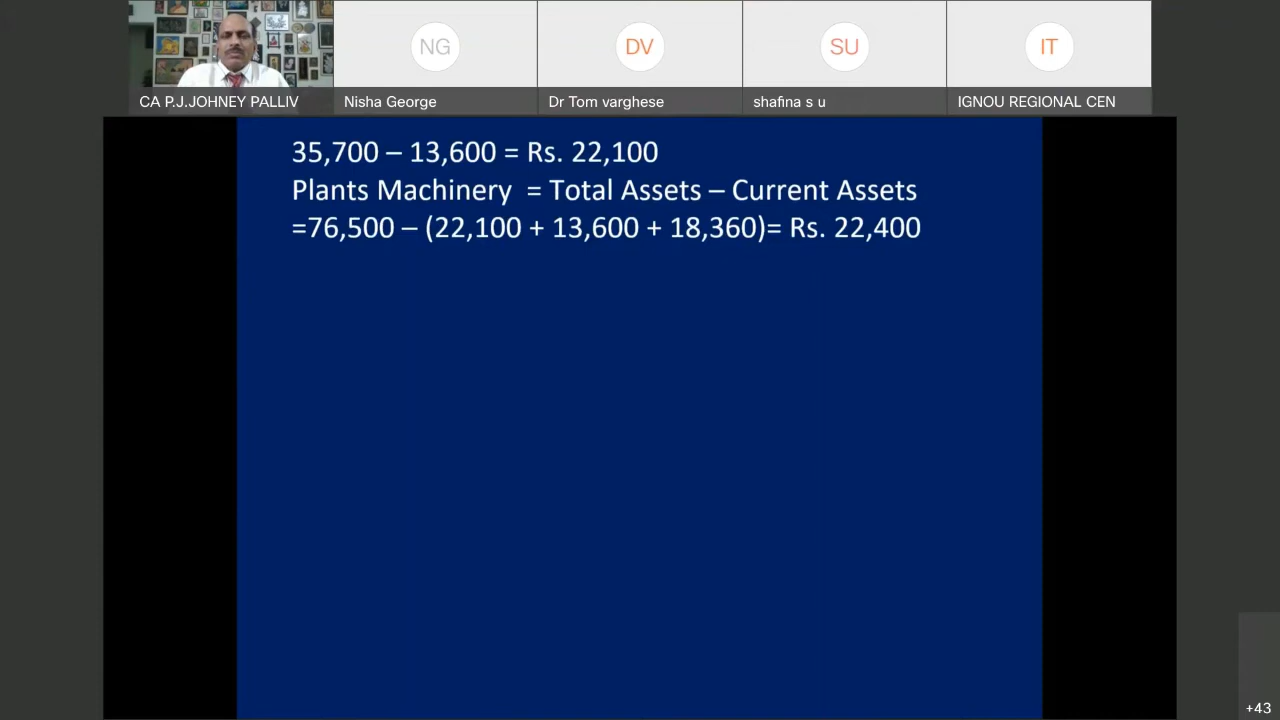 NG
DV
SU
IT
CA P.J.JOHNEY PALLIV
Nisha George
Dr Tom varghese
shafina s u
IGNOU REGIONAL CEN
35,700 – 13,600 = Rs. 22,100
Plants Machinery = Total Assets – Current Assets
=76,500 – (22,100 + 13,600 + 18,360)= Rs. 22,400
+43